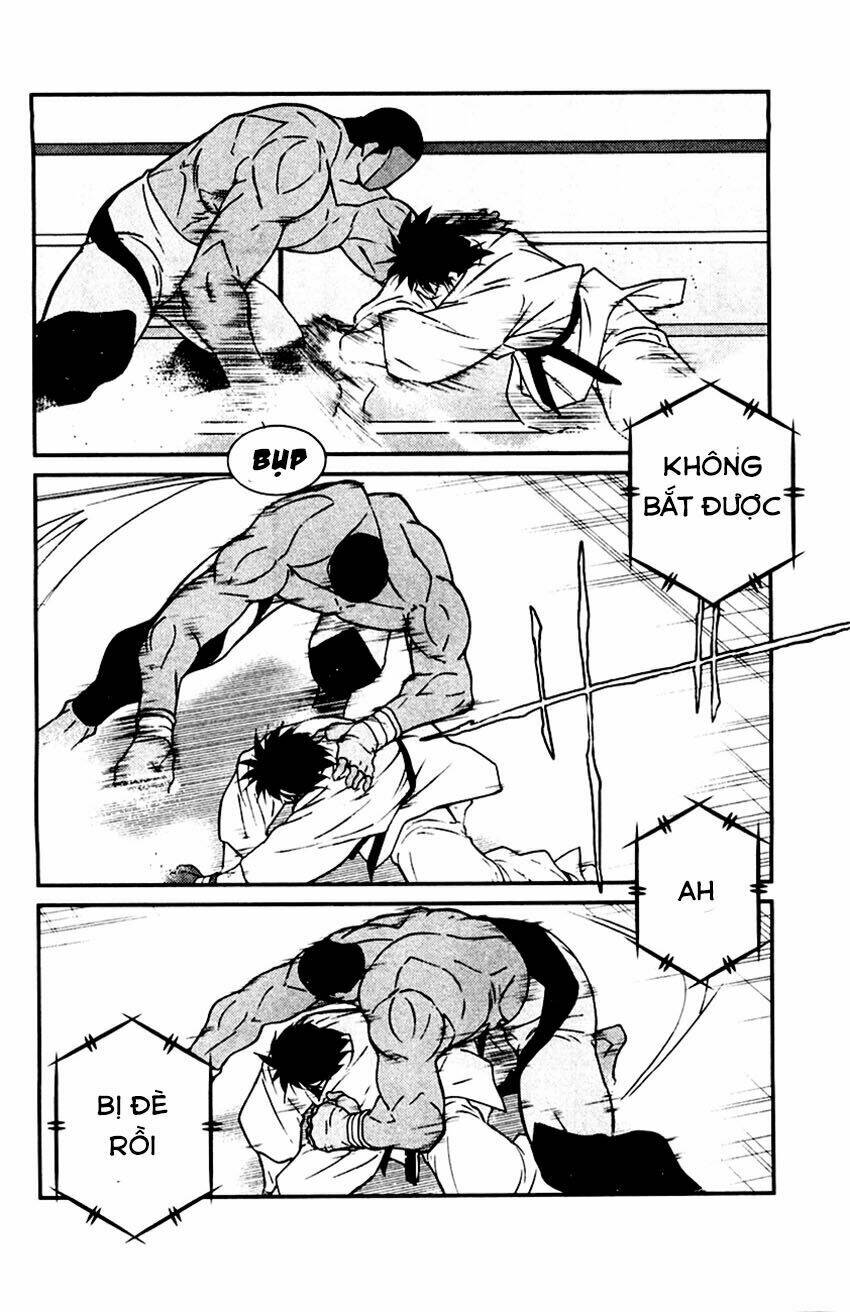 KHÔNG
BẮT ĐƯỢC
BỤP
AH
BỊ ĐÈ
RỒI